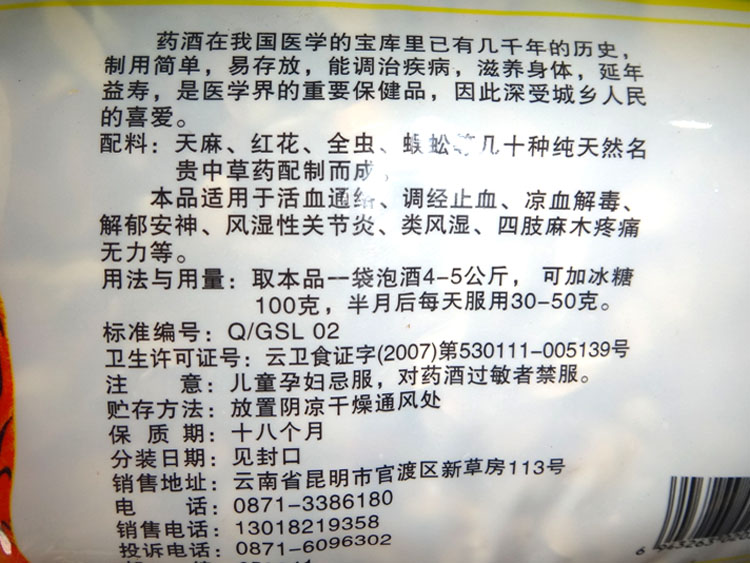 药酒在我国医学的宝库里已有几千年的历史，
制用简单，易存放，能调治疾病，滋养身体，延年
益寿，是医学界的重要保健品，因此深受城乡人民
的喜爱。
配料：天麻、红花、全虫、蜈蚣等几十种纯天然名
贵中草药配制而成。
本品适用于活血通络、调经止血、凉血解毒、
解郁安神、风湿性关节炎、类风湿、四肢麻木疼痛
无力等。
用法与用量：取本品一袋泡酒4-5公斤，可加冰糖
100克，半月后每天服用30-50克。
标准编号：Q/GSL 02
卫生许可证号：云卫食证字(2007)第530111-005139号
注 意：儿童孕妇忌服，对药酒过敏者禁服。
贮存方法：放置阴凉干燥通风处
保 质 期：十八个月
分装日期：见封口
销售地址：云南省昆明市官渡区新草房113号
电 话：0871-3386180
销售电话：13018219358
投诉电话：0871-6096302